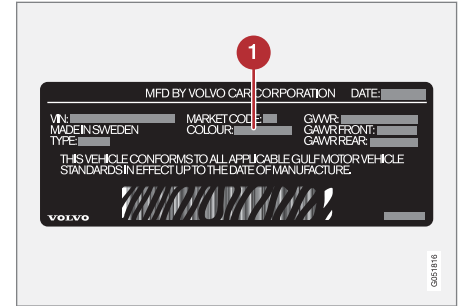 1
MFD BY VOLVO CAR CORPORATION DATE:
VIN: MARKET CODE: GVWR:
MADE IN SWEDEN COLOUR: GAWR FRONT:
TYPE: GAWR REAR:
THIS VEHICLE CONFORMS TO ALL APPLICABLE GULF MOTOR VEHICLE
STANDARDS IN EFFECT UP TO THE DATE OF MANUFACTURE.
VOLVO
G051816